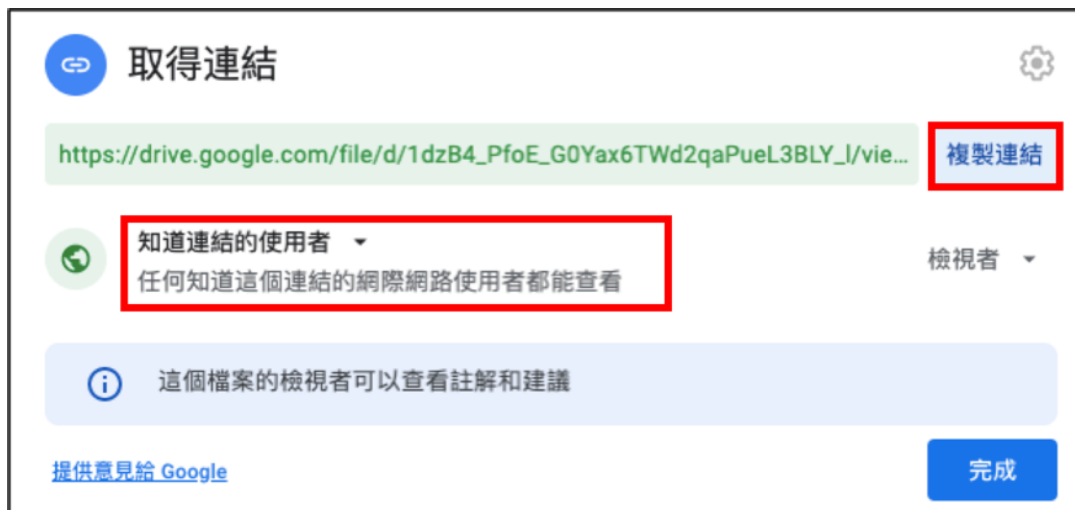 取得連結
https://drive.google.com/file/d/1dzB4_PfoE_G0Yax6TWd2qaPueL3BLY_l/vie...
複製連結
知道連結的使用者
任何知道這個連結的網際網路使用者都能查看
檢視者
這個檔案的檢視者可以查看註解和建議
提供意見給 Google
完成